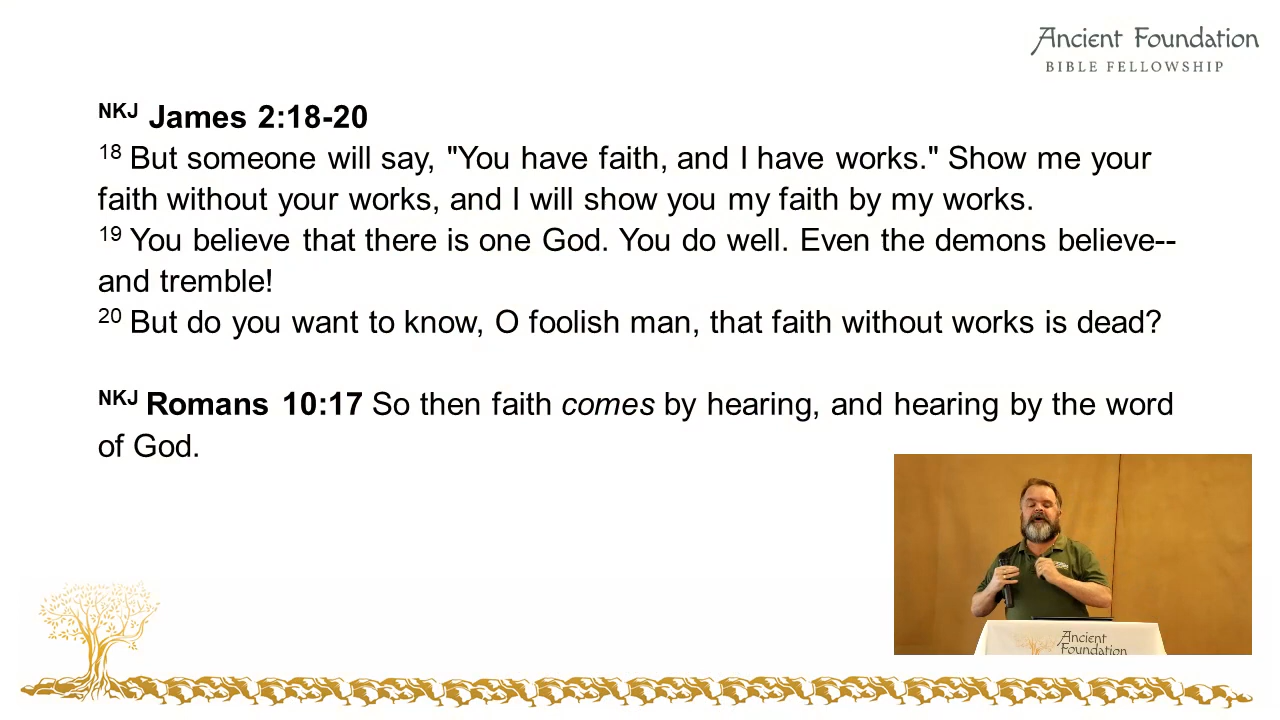 Ancient Foundation
BIBLE FELLOWSHIP
NKJ James 2:18-20
18 But someone will say, "You have faith, and I have works." Show me your
faith without your works, and I will show you my faith by my works.
19 You believe that there is one God. You do well. Even the demons believe--
and tremble!
20 But do you want to know, O foolish man, that faith without works is dead?
NKJ Romans 10:17 So then faith comes by hearing, and hearing by the word
of God.
Ancient
Foundation